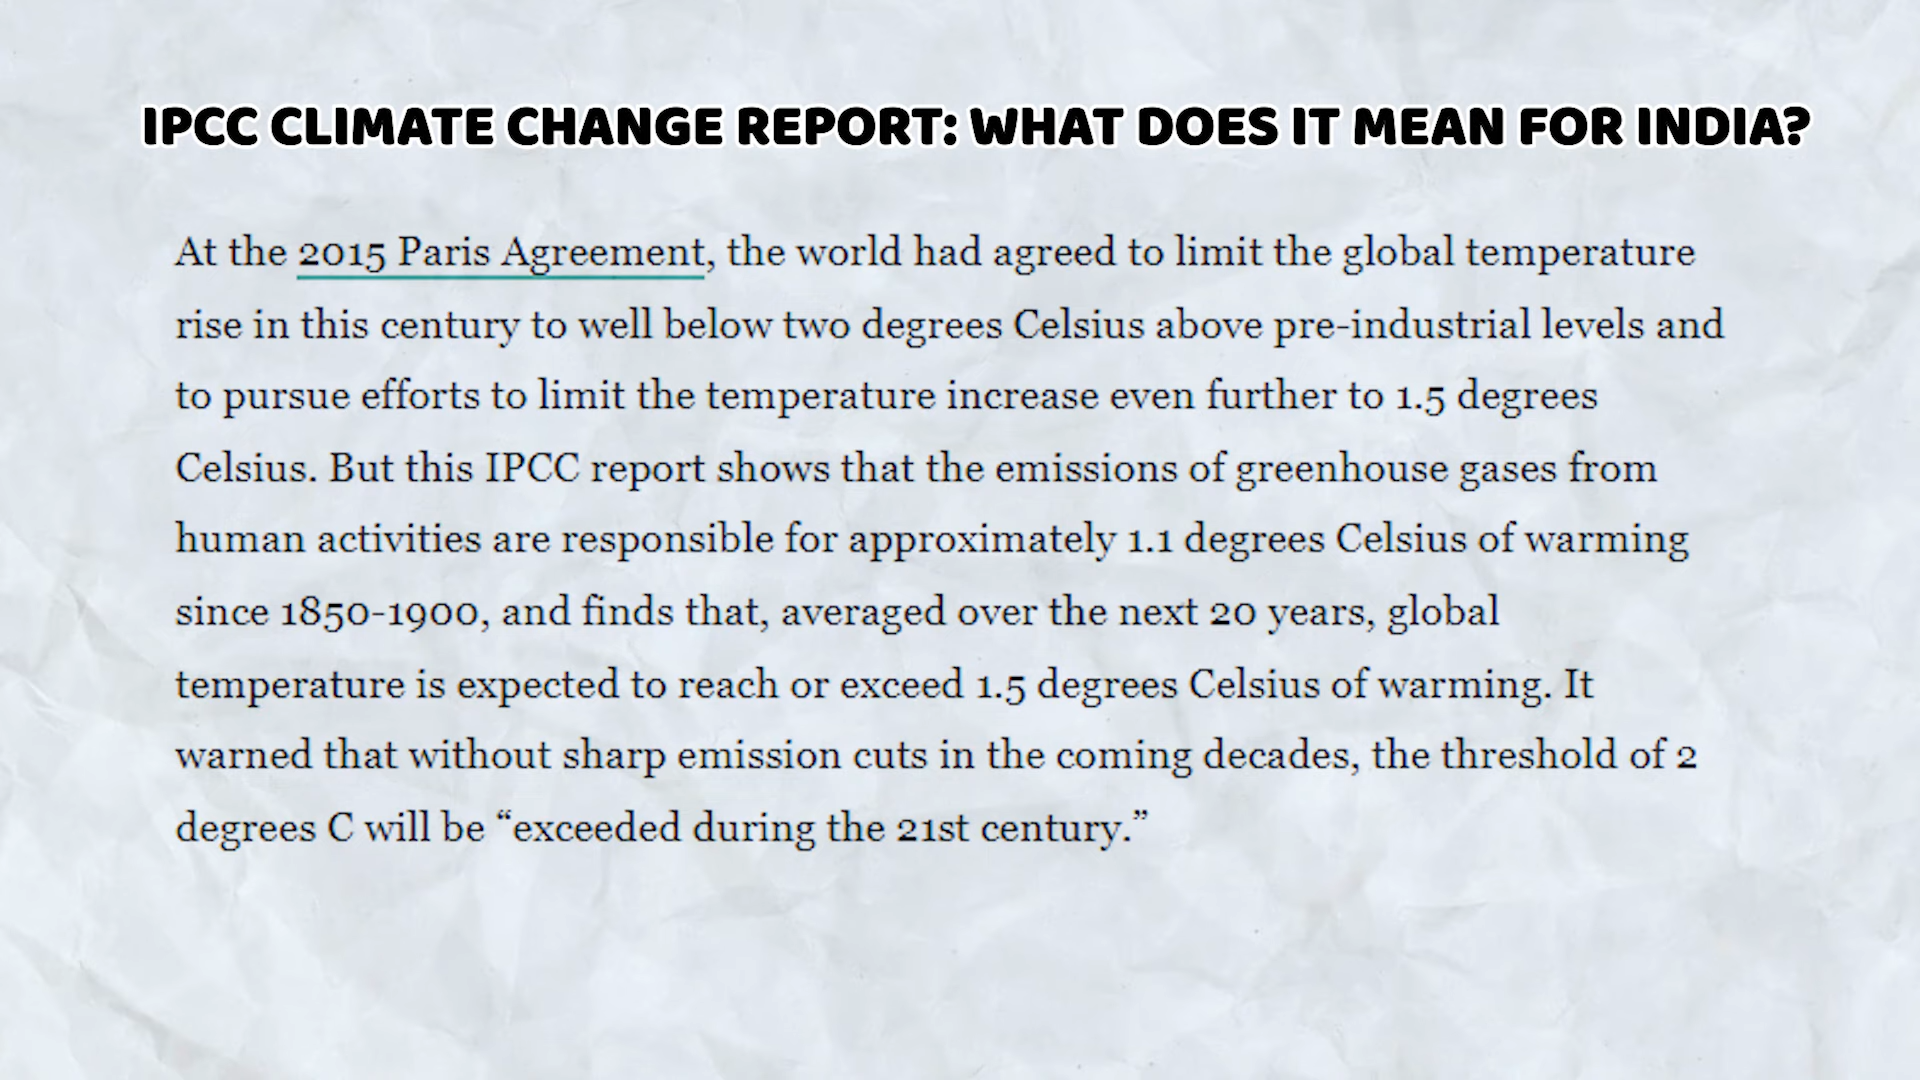 IPCC CLIMATE CHANGE REPORT: WHAT DOES IT MEAN FOR INDIA?
At the 2015 Paris Agreement, the world had agreed to limit the global temperature
rise in this century to well below two degrees Celsius above pre-industrial levels and
to pursue efforts to limit the temperature increase even further to 1.5 degrees
Celsius. But this IPCC report shows that the emissions of greenhouse gases from
human activities are responsible for approximately 1.1 degrees Celsius of warming
since 1850-1900, and finds that, averaged over the next 20 years, global
temperature is expected to reach or exceed 1.5 degrees Celsius of warming. It
warned that without sharp emission cuts in the coming decades, the threshold of 2
degrees C will be “exceeded during the 21st century.”